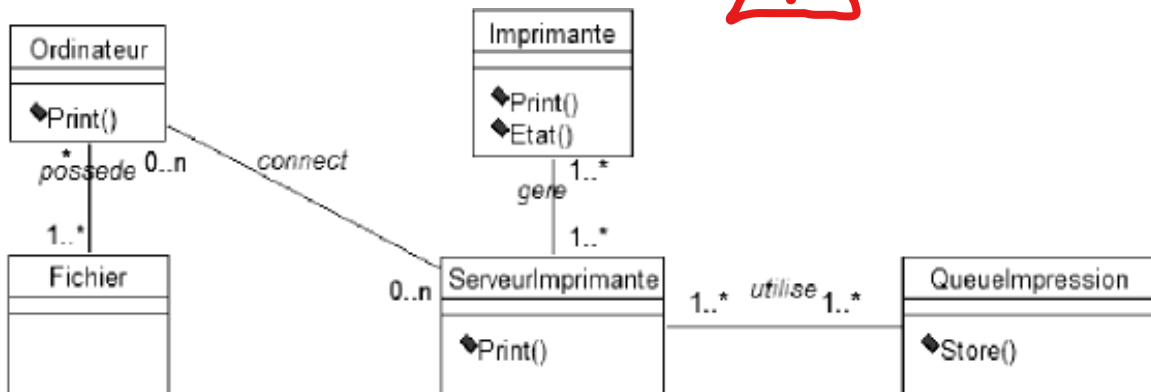 Ordinateur
Print()
*
possede
0..n
connect
1..*
Fichier
Imprimante
Print()
Etat()
1..*
gere
1..*
0..n
ServeurImprimante
Print()
1..*
utilise
1..*
QueueImpression
Store()